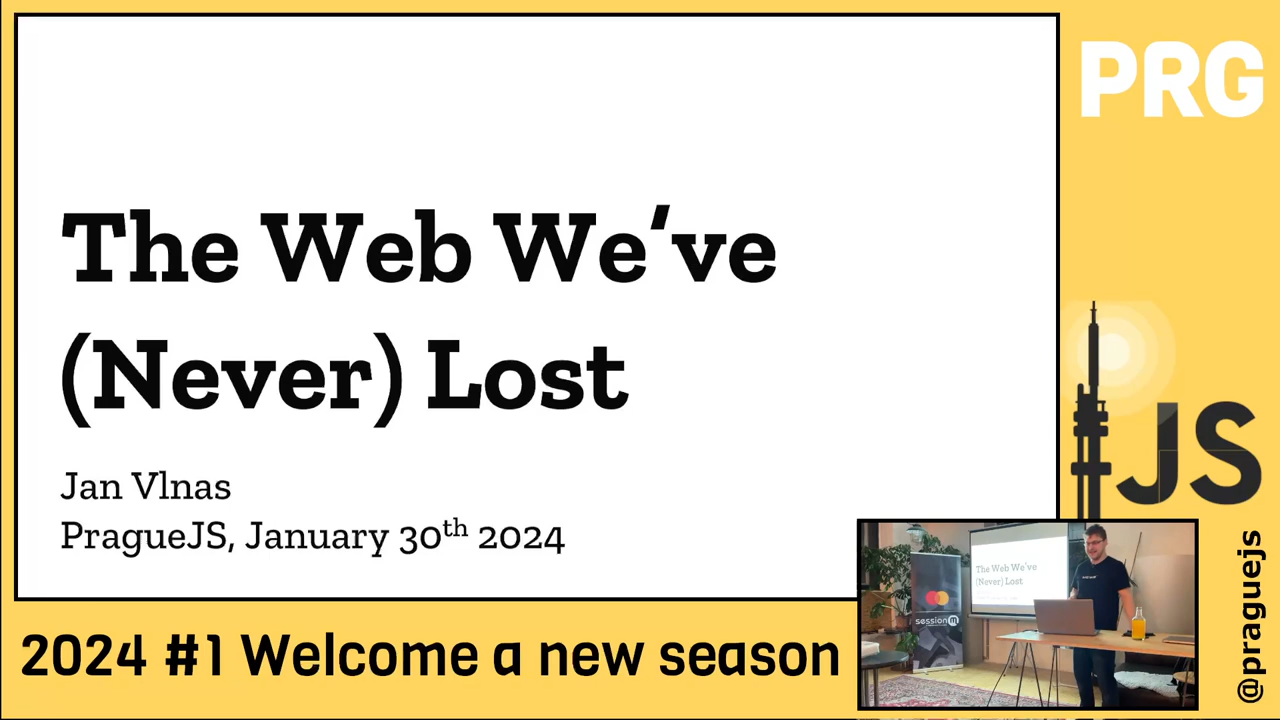 The Web We’ve
(Never) Lost
Jan Vlnas
PragueJS, January 30th 2024
PRG
JS
@praguejs
2024 #1 Welcome a new season
The Web We've
(Never) Lost
session m